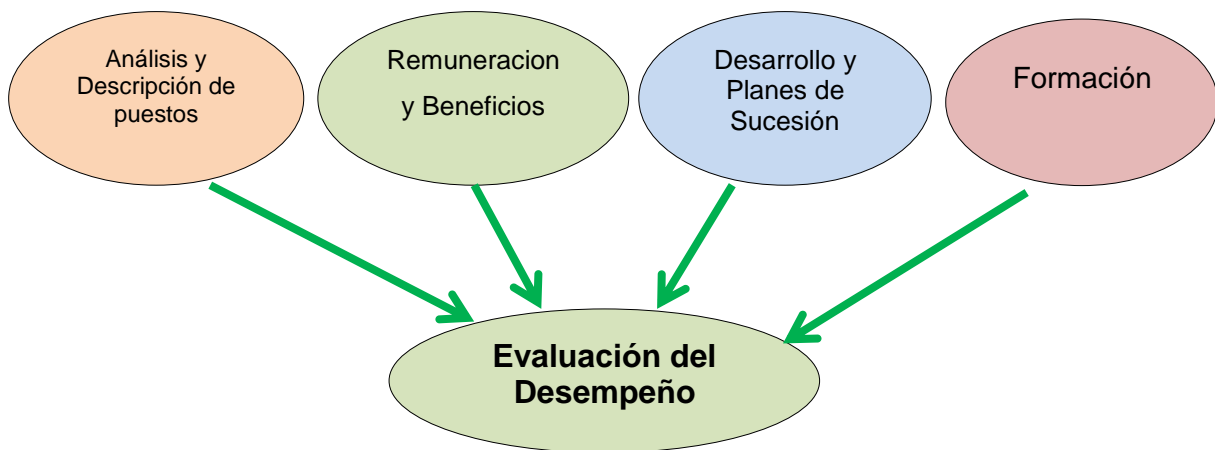 Análisis y
Descripción de
puestos
Remuneracion
y Beneficios
Desarrollo y
Planes de
Sucesión
Formación
Evaluación del
Desempeño